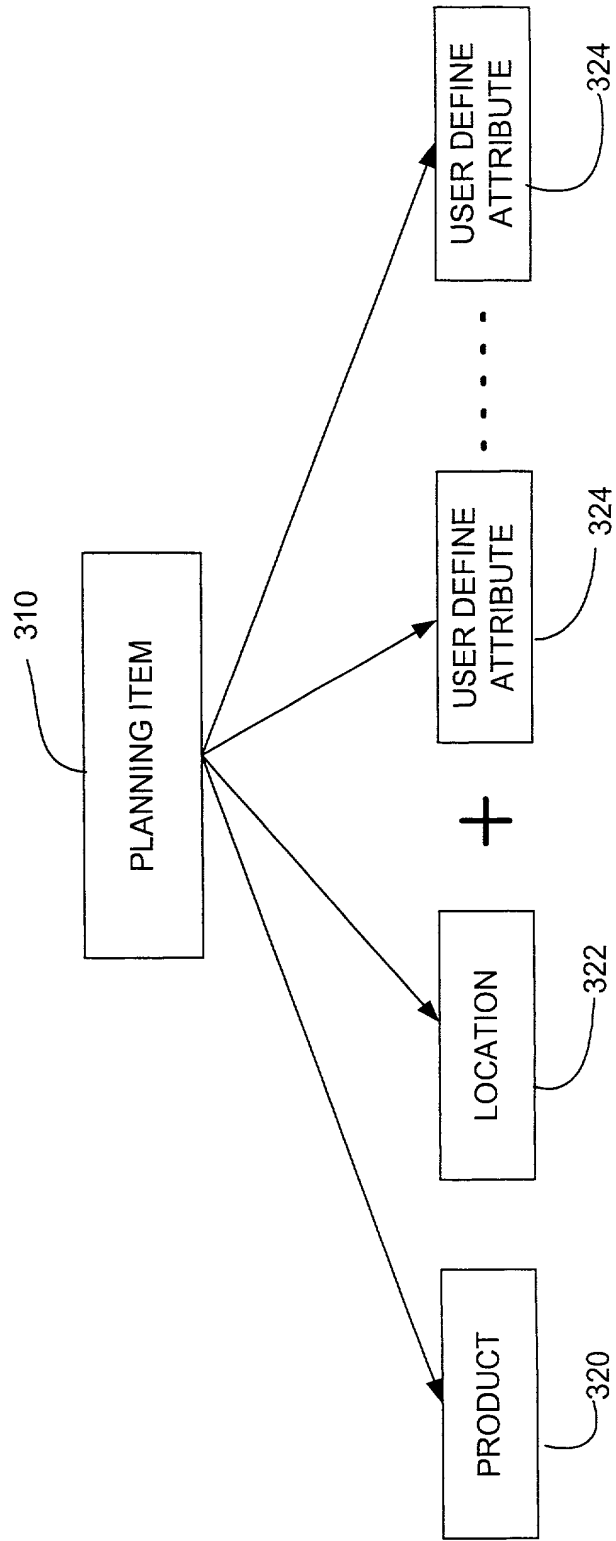 310
PLANNING ITEM
PRODUCT
320
LOCATION
322
+
USER DEFINE
ATTRIBUTE
324
USER DEFINE
ATTRIBUTE
324